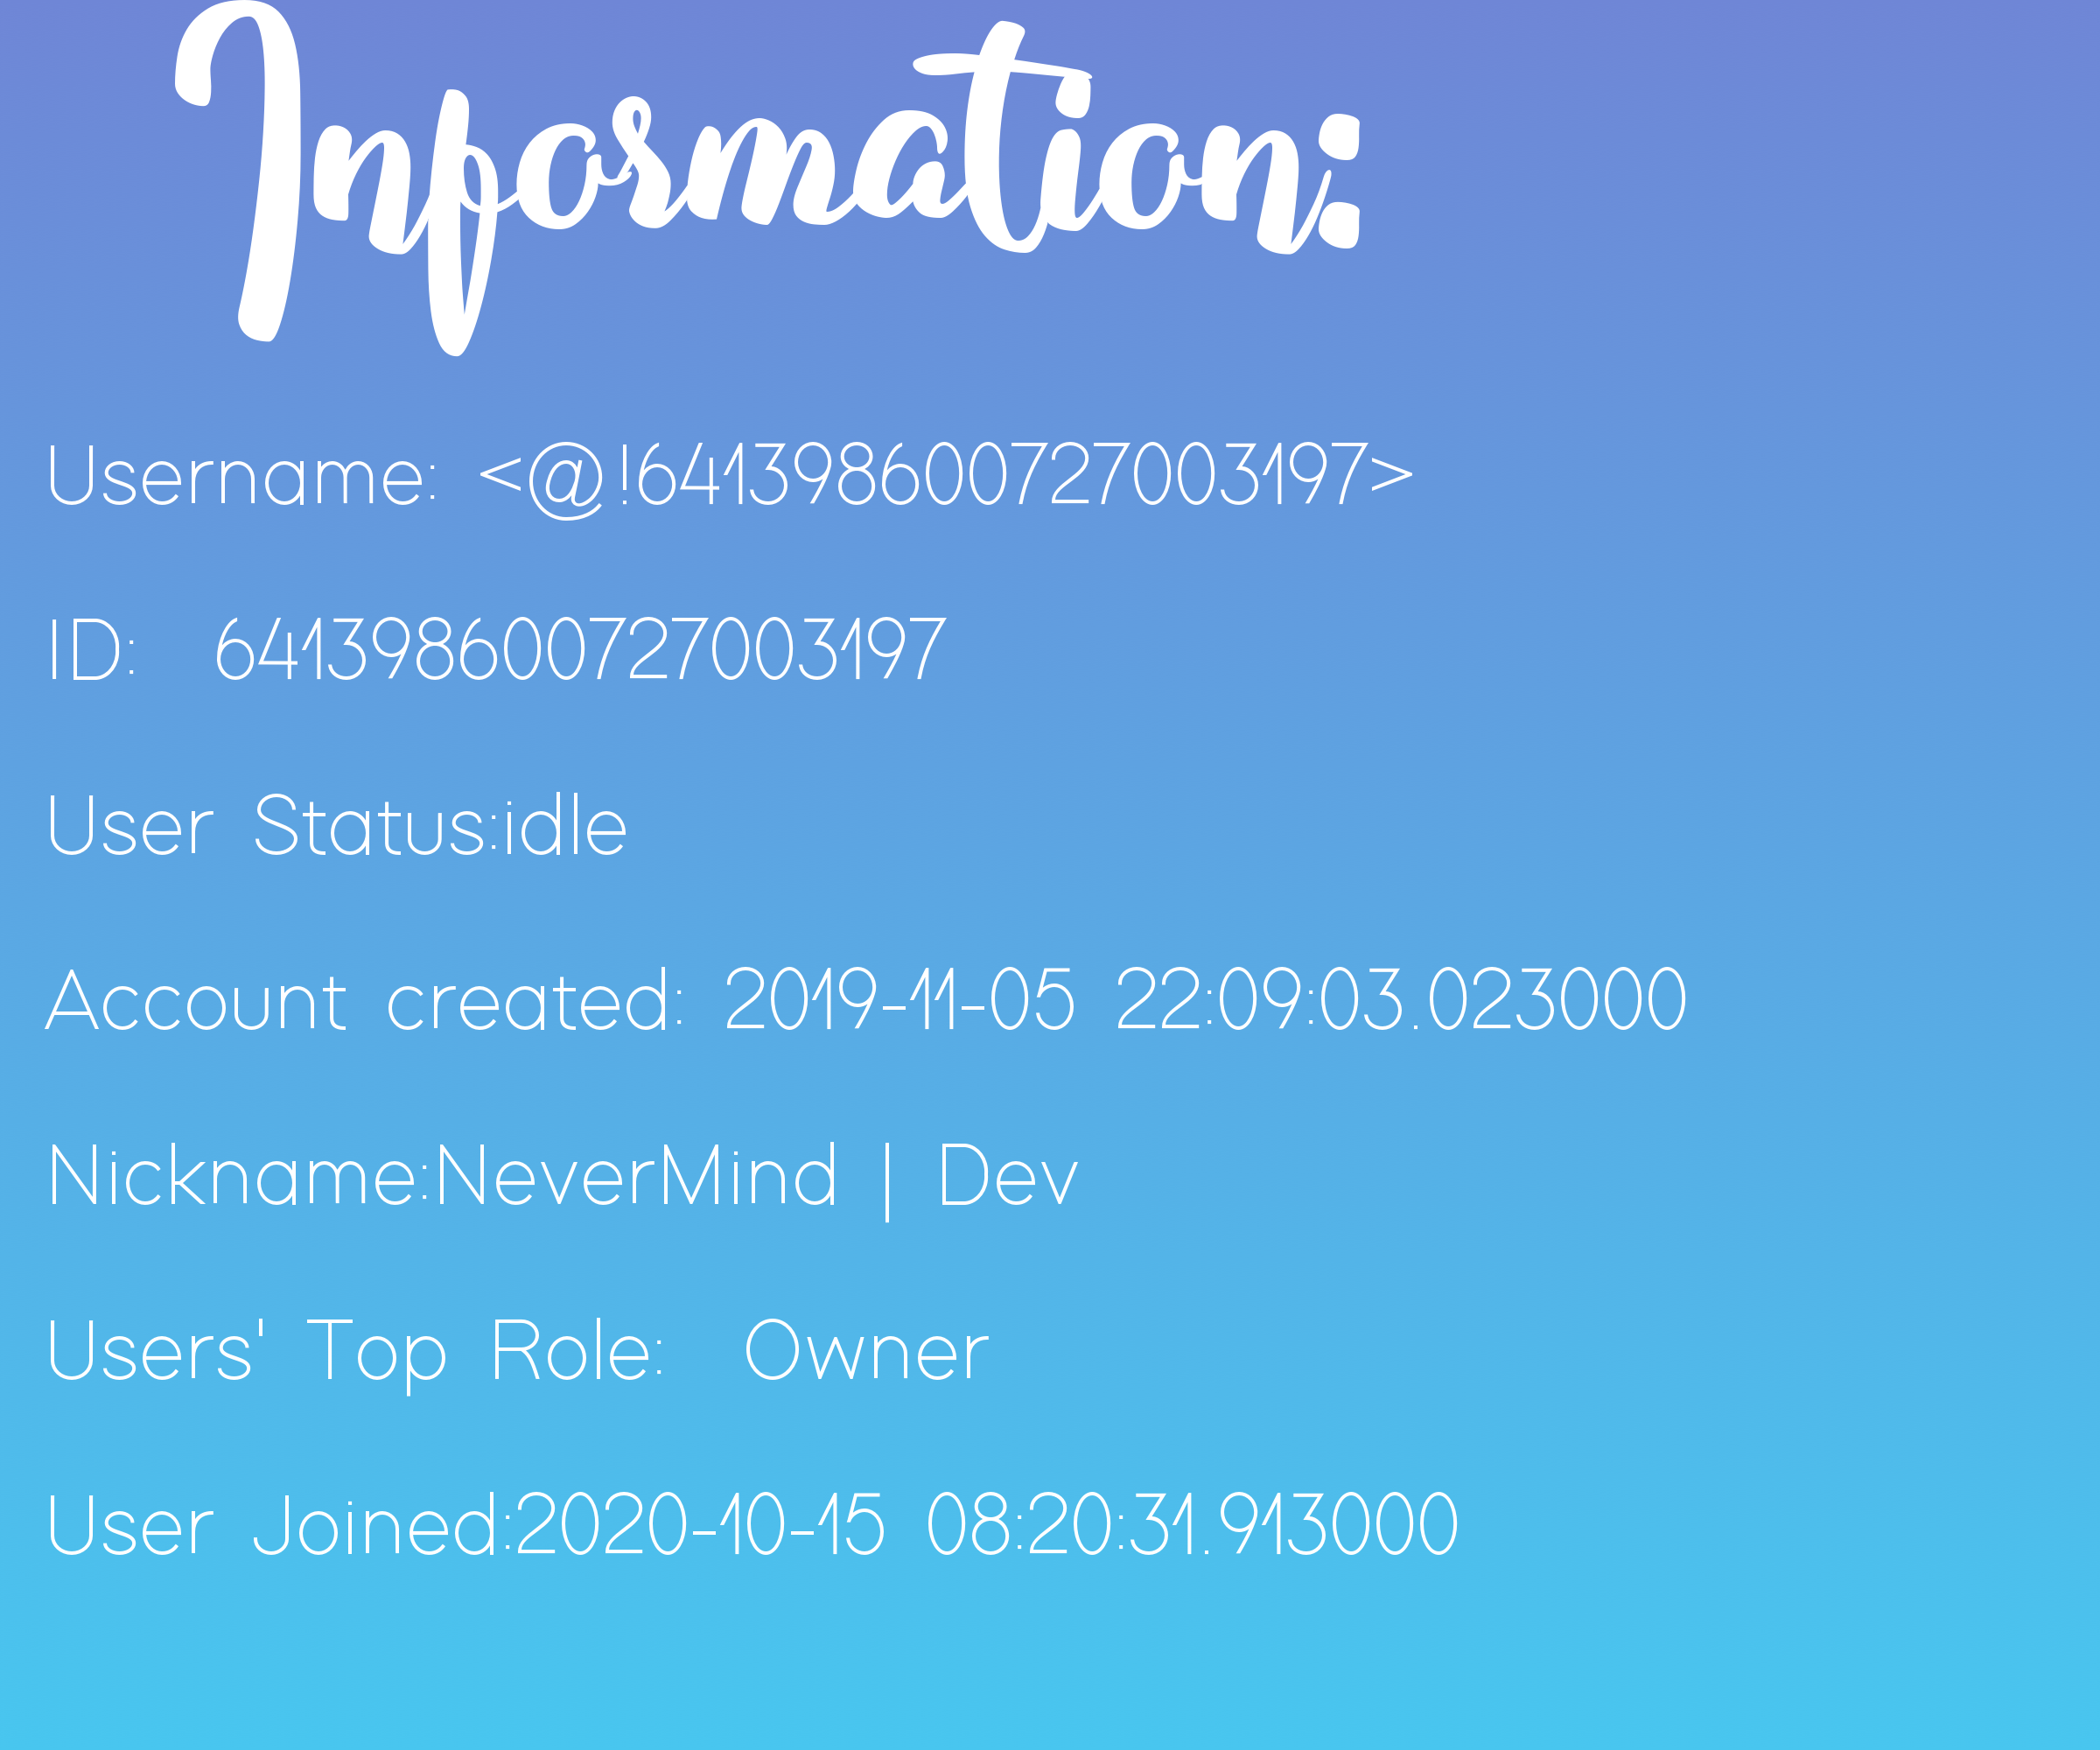 Information:
Username: <@!641398600727003197>
ID: 641398600727003197
User Status:idle
Account created: 2019-11-05 22:09:03.023000
Nickname:NeverMind | Dev
Users' Top Role: Owner
User Joined:2020-10-15 08:20:31.913000